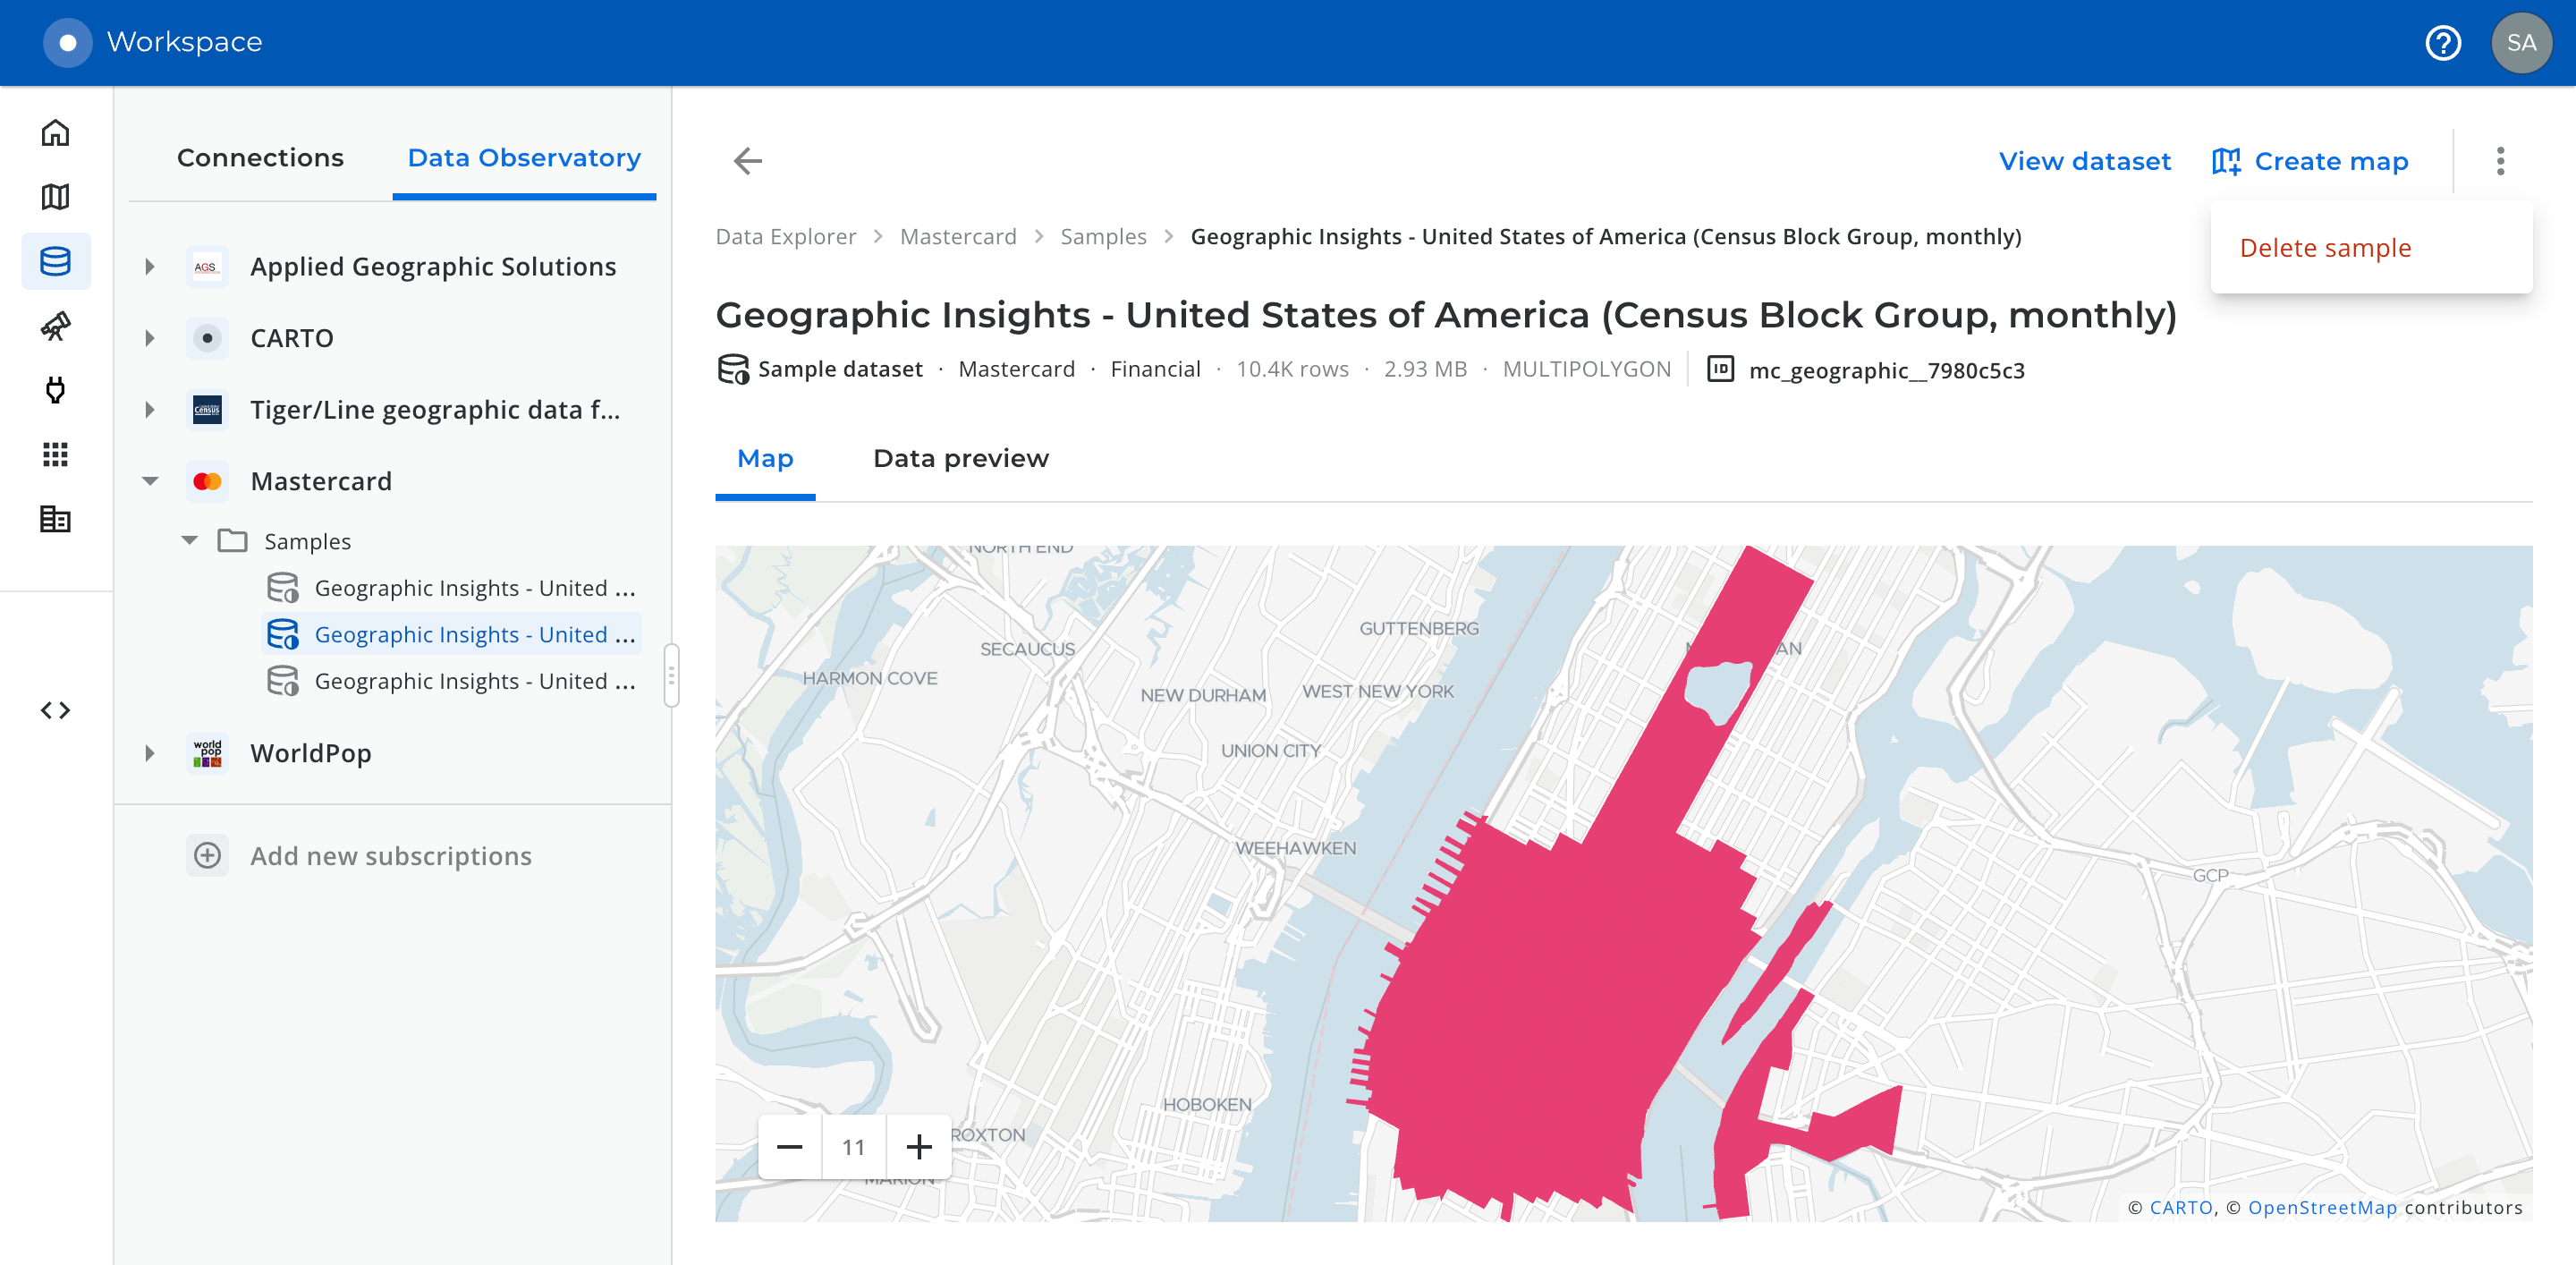 Workspace
SA
Connections
Data Observatory
AGS
Applied Geographic Solutions
CARTO
Census
Tiger/Line geographic data f...
Mastercard
Samples
Geographic Insights - United ...
Geographic Insights - United ...
Geographic Insights - United ...
world pop
WorldPop
Add new subscriptions
View dataset
Create map
Delete sample
Data Explorer > Mastercard > Samples > Geographic Insights - United States of America (Census Block Group, monthly)
Geographic Insights - United States of America (Census Block Group, monthly)
Sample dataset · Mastercard · Financial · 10.4K rows · 2.93 MB · MULTIPOLYGON
ID mc_geographic__7980c5c3
Map
Data preview
NORTH END
GUTTENBERG
SECAUCUS
HARMON COVE
NEW DURHAM
WEST NEW YORK
UNION CITY
WEEHAWKEN
GCP
HOBOKEN
ROXTON
MARION
11
© CARTO, © OpenStreetMap contributors